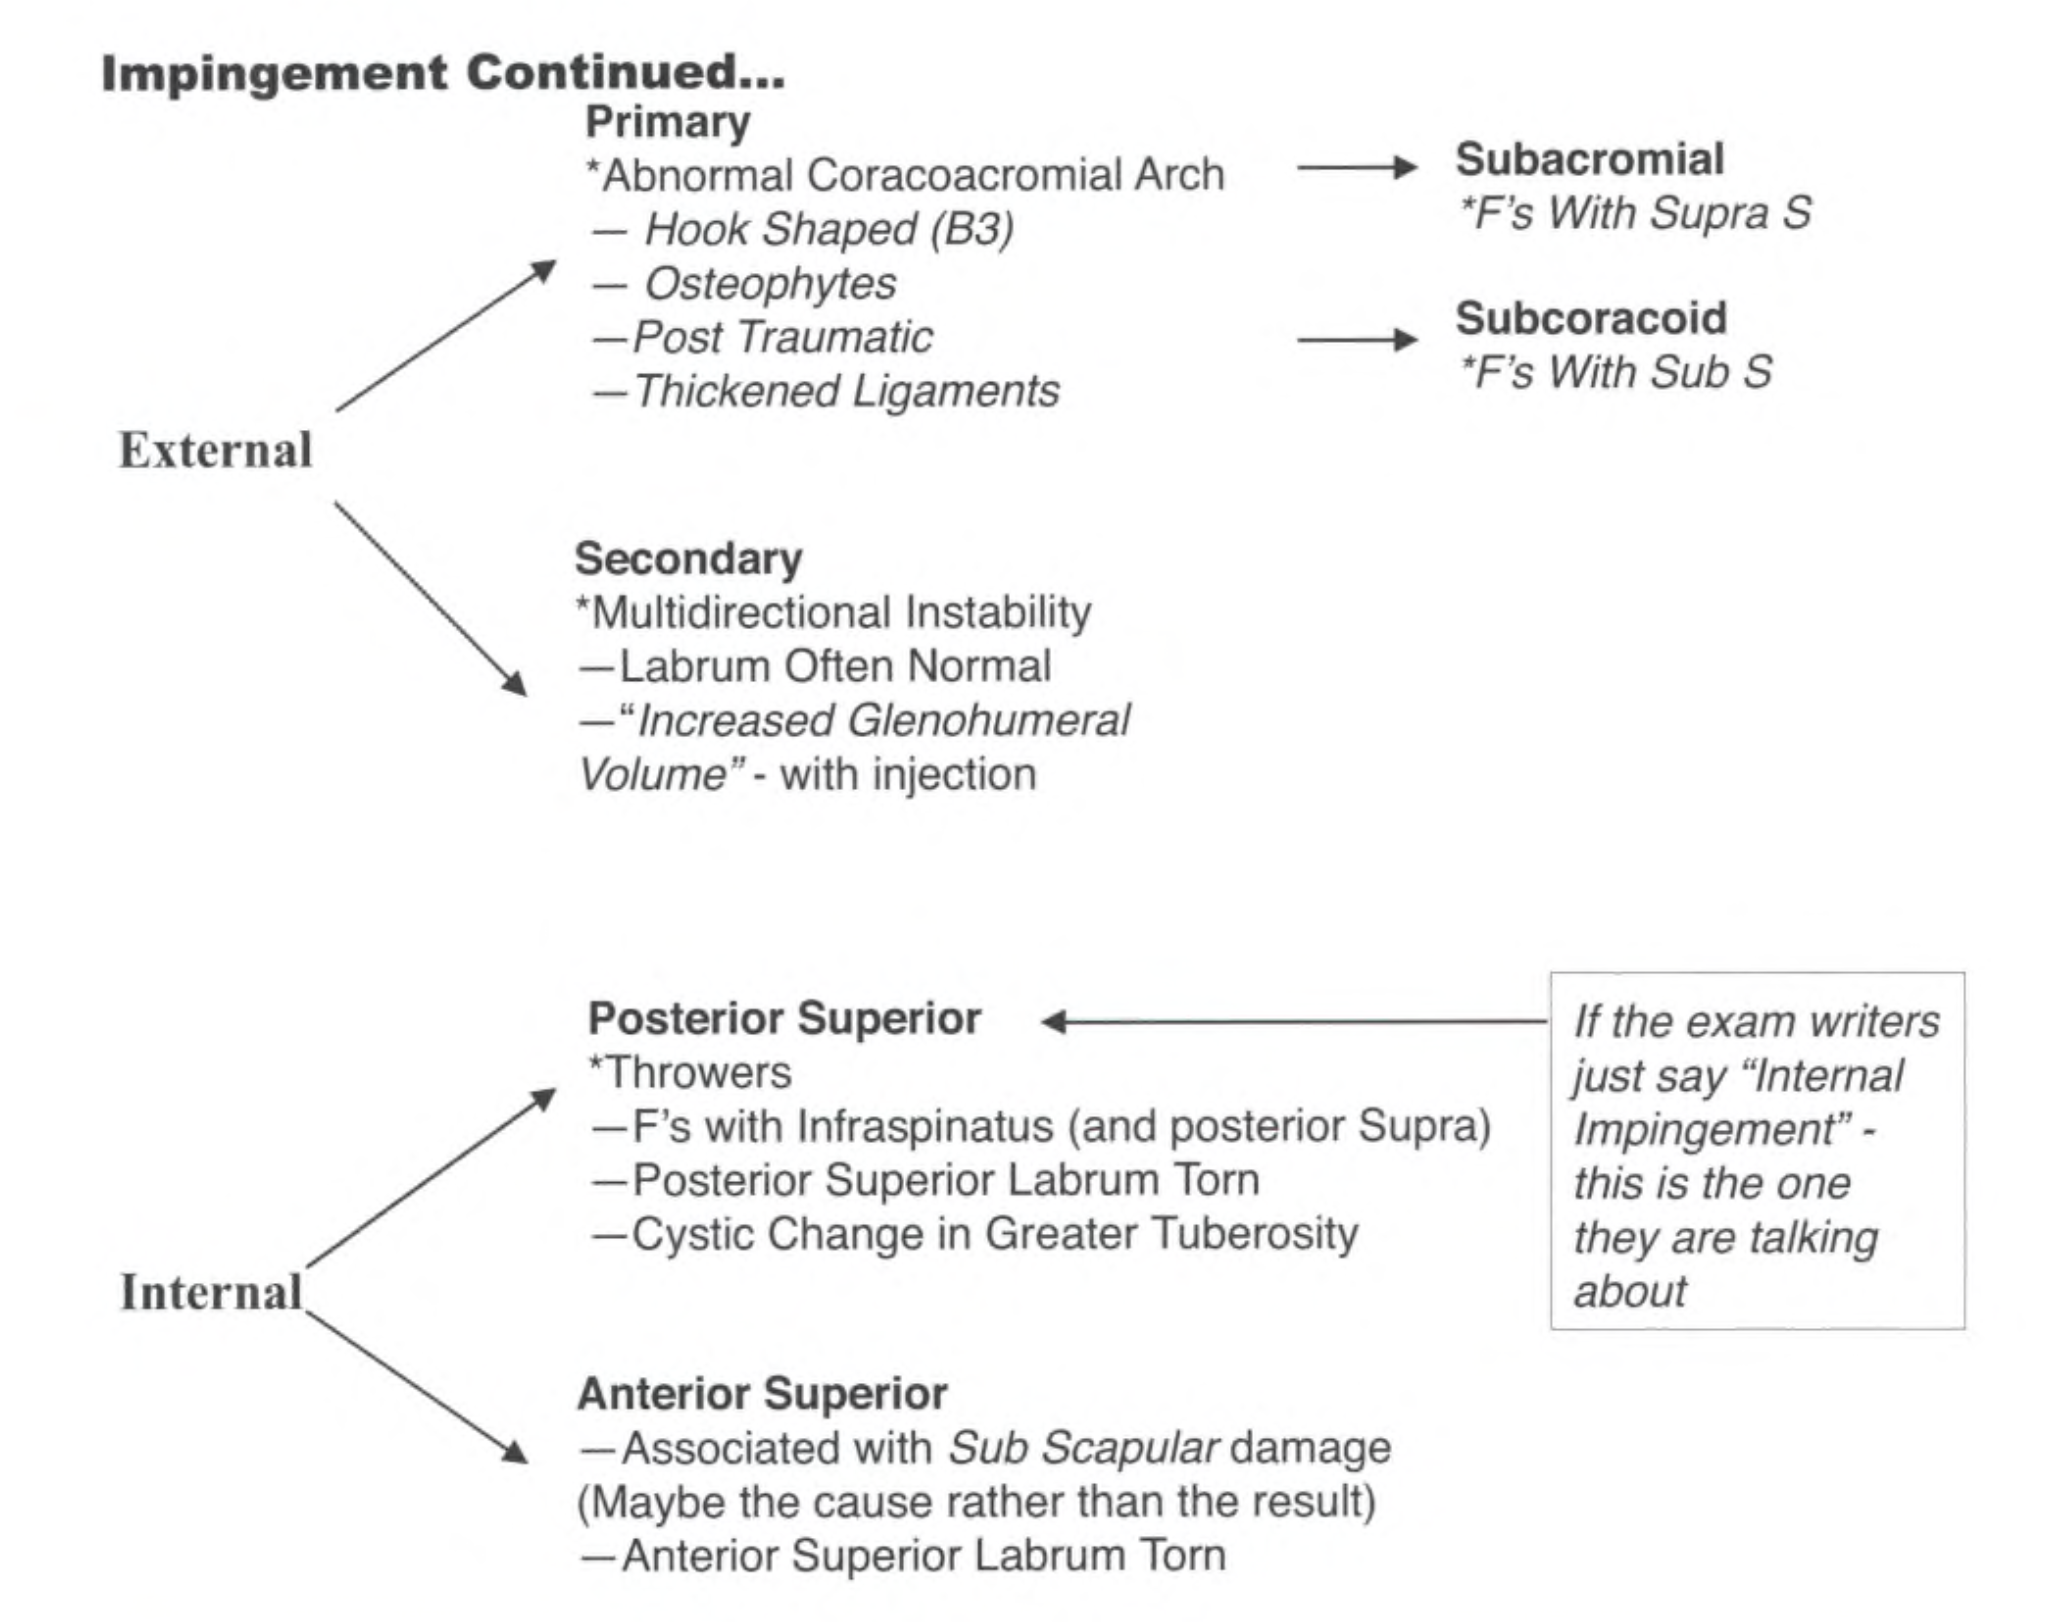 Impingement Continued...
Primary
*Abnormal Coracoacromial Arch
— Hook Shaped (B3)
— Osteophytes
—Post Traumatic
—Thickened Ligaments
Subacromial
*F's With Supra S
Subcoracoid
*F's With Sub S
External
Secondary
*Multidirectional Instability
—Labrum Often Normal
—“Increased Glenohumeral
Volume” - with injection
Posterior Superior
*Throwers
—F's with Infraspinatus (and posterior Supra)
—Posterior Superior Labrum Torn
—Cystic Change in Greater Tuberosity
If the exam writers
just say “Internal
Impingement” -
this is the one
they are talking
about
Internal
Anterior Superior
—Associated with Sub Scapular damage
(Maybe the cause rather than the result)
—Anterior Superior Labrum Torn